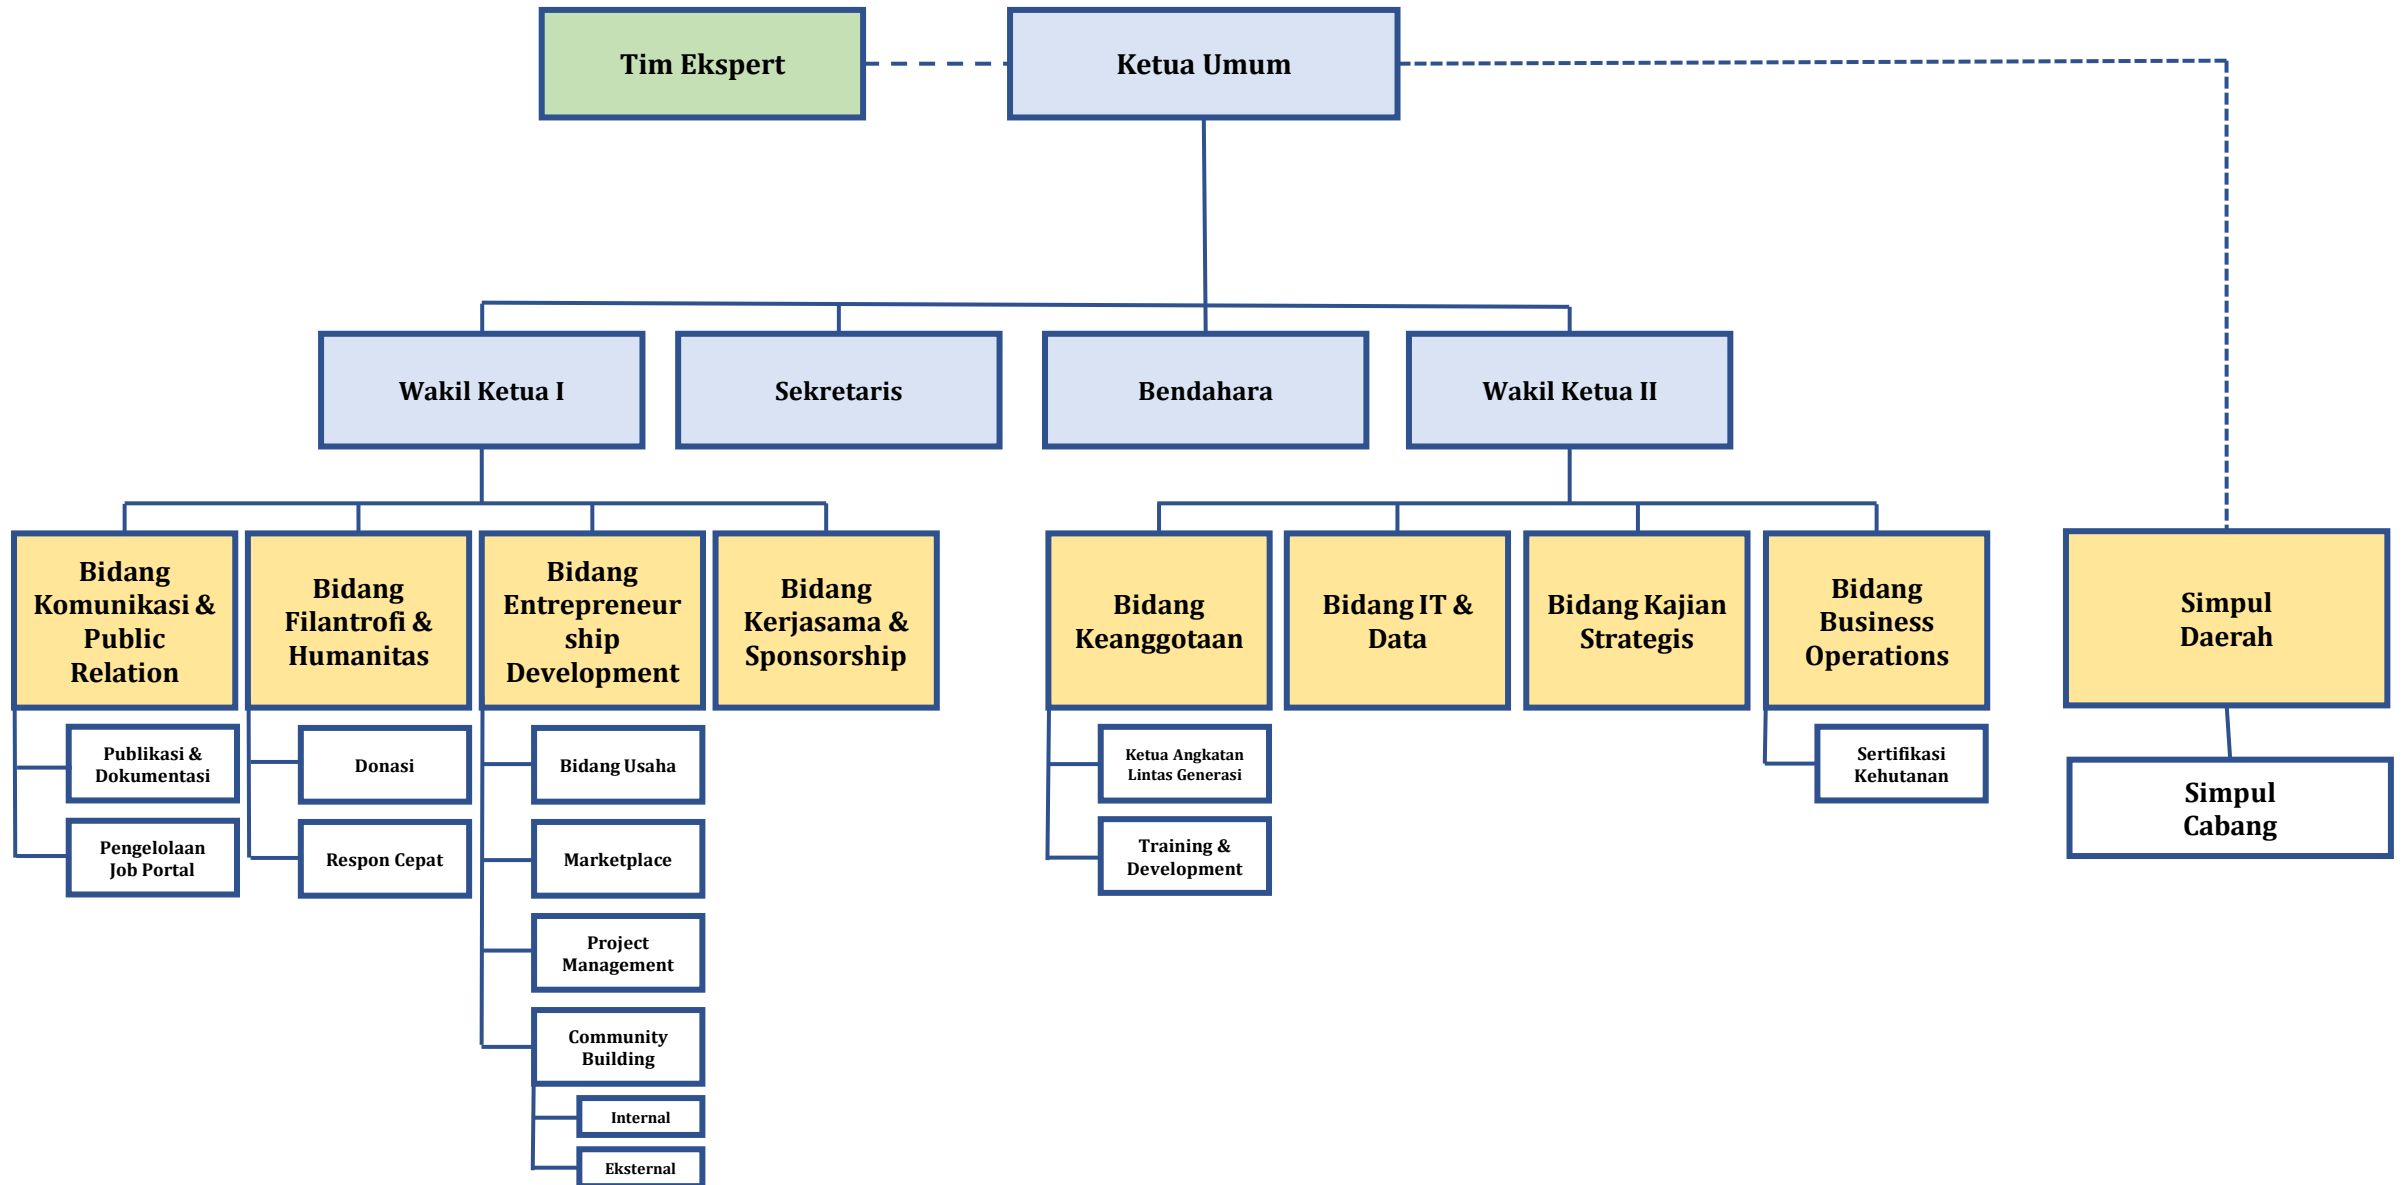 Tim Ekspert
Ketua Umum
Wakil Ketua I
Sekretaris
Bendahara
Wakil Ketua II
Bidang
Komunikasi &
Public
Relation
Bidang
Filantrofi &
Humanitas
Bidang
Entrepreneur
ship
Development
Bidang
Kerjasama &
Sponsorship
Bidang
Keanggotaan
Bidang IT &
Data
Bidang Kajian
Strategis
Bidang
Business
Operations
Simpul
Daerah
Publikasi &
Dokumentasi
Pengelolaan
Job Portal
Donasi
Respon Cepat
Bidang Usaha
Marketplace
Project
Management
Community
Building
Internal
Eksternal
Ketua Angkatan
Lintas Generasi
Training &
Development
Sertifikasi
Kehutanan
Simpul
Cabang